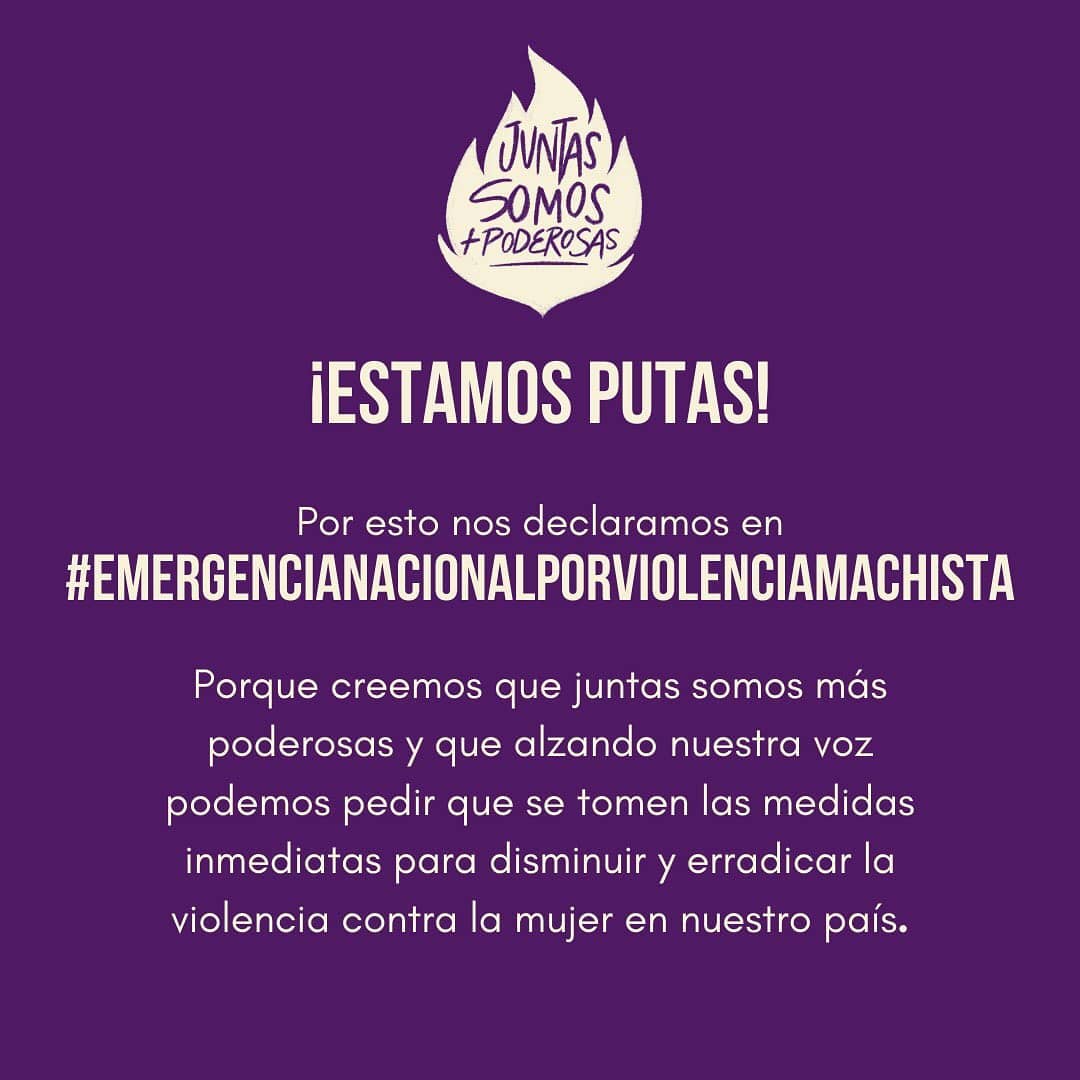 JUNTAS
SOMOS
+PODEROSAS
¡ESTAMOS PUTAS!
Por esto nos declaramos en
#EMERGENCIANACIONALPORVIOLENCIAMACHISTA
Porque creemos que juntas somos más
poderosas y que alzando nuestra voz
podemos pedir que se tomen las medidas
inmediatas para disminuir y erradicar la
violencia contra la mujer en nuestro país.